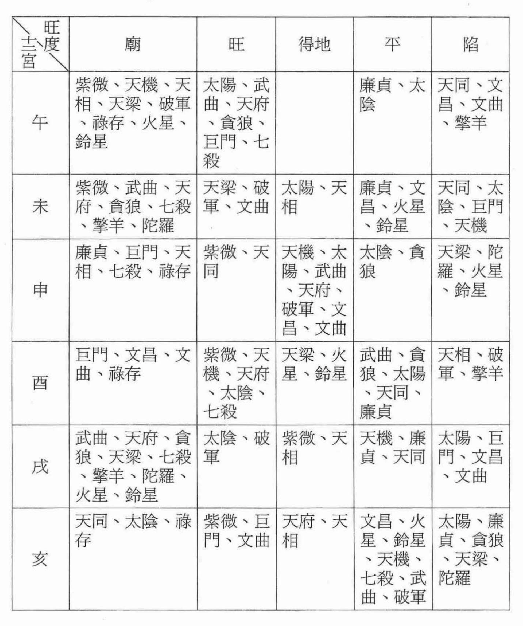 旺度
十二宮
廟
旺
得地
平
陷
午
紫微、天機、天
相、天梁、破軍
、祿存、火星、
鈴星
太陽、武
曲、天府
、貪狼、
巨門、七
殺
廉貞、太
陰
天同、文
昌、文曲
、擎羊
未
紫微、武曲、天
府、貪狼、七殺
、擎羊、陀羅
天梁、破
軍、文曲
太陽、天
相
廉貞、文
昌、火星
、鈴星
天同、太
陰、巨門
、天機
申
廉貞、巨門、天
相、七殺、祿存
紫微、天
同
天機、太
陽、武曲
、天府、
破軍、文
昌、文曲
太陰、貪
狼
天梁、陀
羅、火星
、鈴星
酉
巨門、文昌、文
曲、祿存
紫微、天
機、天府
、太陰、
七殺
天梁、火
星、鈴星
武曲、貪
狼、太陽
、天同、
廉貞
天相、破
軍、擎羊
戌
武曲、天府、貪
狼、天梁、七殺
、擎羊、陀羅、
火星、鈴星
太陰、破
軍
紫微、天
相
天機、廉
貞、天同
太陽、巨
門、文昌
、文曲
亥
天同、太陰、祿
存
紫微、巨
門、文曲
天府、天
相
文昌、火
星、鈴星
、天機、
七殺、武
曲、破軍
太陽、廉
貞、貪狼
、天梁、
陀羅